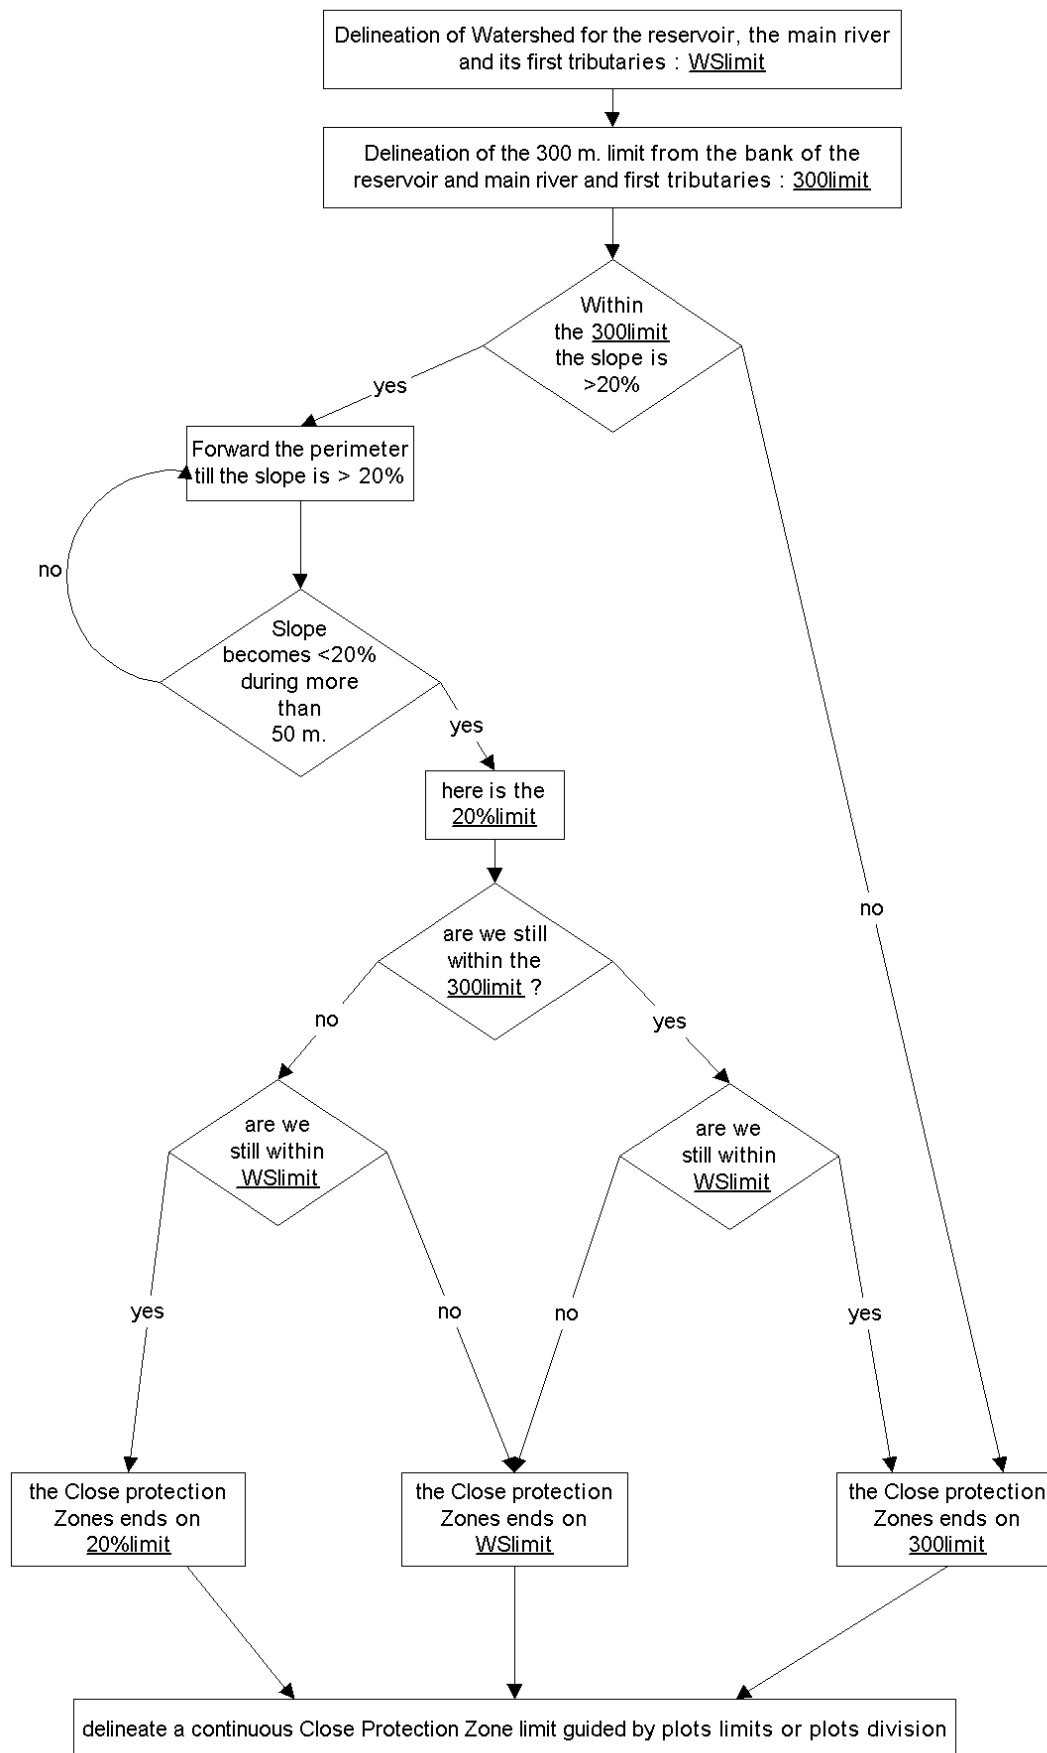 Delineation of Watershed for the reservoir, the main river
and its first tributaries : WSlimit
Delineation of the 300 m. limit from the bank of the
reservoir and main river and first tributaries : 300limit
Within
the 300limit
the slope is
>20%
yes
Forward the perimeter
till the slope is > 20%
no
Slope
becomes <20%
during more
than
50 m.
yes
here is the
20%limit
no
are we still
within the
300limit ?
no
yes
are we
still within
WSlimit
are we
still within
WSlimit
yes
no
no
yes
the Close protection
Zones ends on
20%limit
the Close protection
Zones ends on
WSlimit
the Close protection
Zones ends on
300limit
delineate a continuous Close Protection Zone limit guided by plots limits or plots division